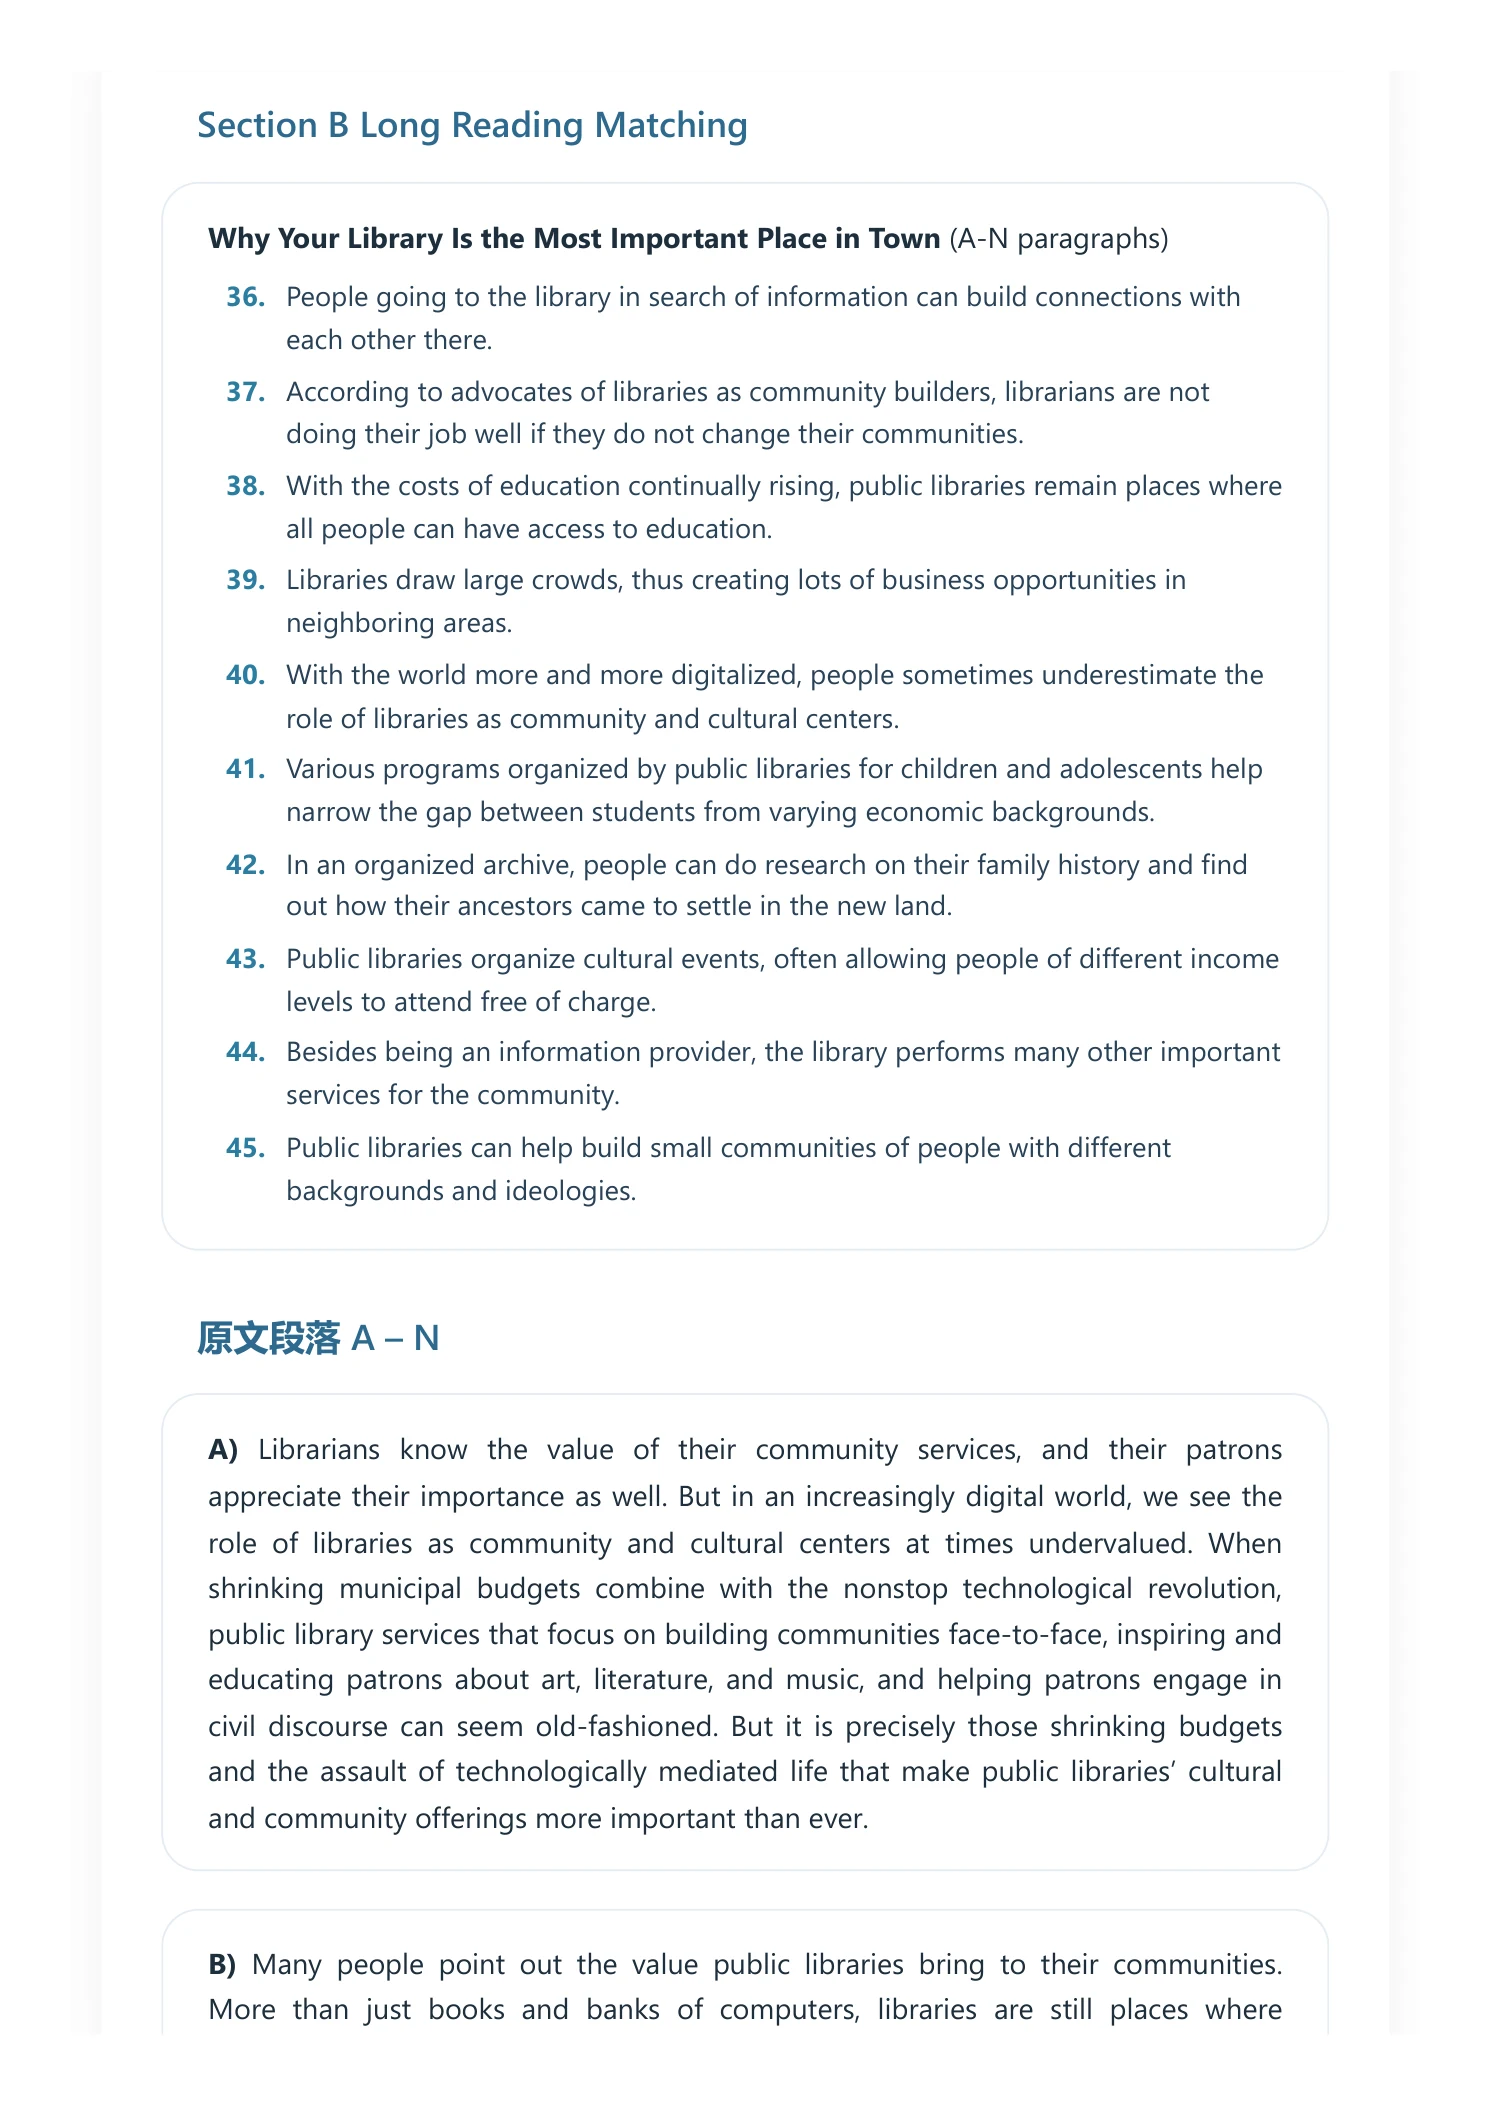 Section B Long Reading Matching
Why Your Library Is the Most Important Place in Town (A-N paragraphs)
36. People going to the library in search of information can build connections with
each other there.
37. According to advocates of libraries as community builders, librarians are not
doing their job well if they do not change their communities.
38. With the costs of education continually rising, public libraries remain places where
all people can have access to education.
39. Libraries draw large crowds, thus creating lots of business opportunities in
neighboring areas.
40. With the world more and more digitalized, people sometimes underestimate the
role of libraries as community and cultural centers.
41. Various programs organized by public libraries for children and adolescents help
narrow the gap between students from varying economic backgrounds.
42. In an organized archive, people can do research on their family history and find
out how their ancestors came to settle in the new land.
43. Public libraries organize cultural events, often allowing people of different income
levels to attend free of charge.
44. Besides being an information provider, the library performs many other important
services for the community.
45. Public libraries can help build small communities of people with different
backgrounds and ideologies.
原文段落 A – N
A) Librarians know the value of their community services, and their patrons
appreciate their importance as well. But in an increasingly digital world, we see the
role of libraries as community and cultural centers at times undervalued. When
shrinking municipal budgets combine with the nonstop technological revolution,
public library services that focus on building communities face-to-face, inspiring and
educating patrons about art, literature, and music, and helping patrons engage in
civil discourse can seem old-fashioned. But it is precisely those shrinking budgets
and the assault of technologically mediated life that make public libraries’ cultural
and community offerings more important than ever.
B) Many people point out the value public libraries bring to their communities.
More than just books and banks of computers, libraries are still places where